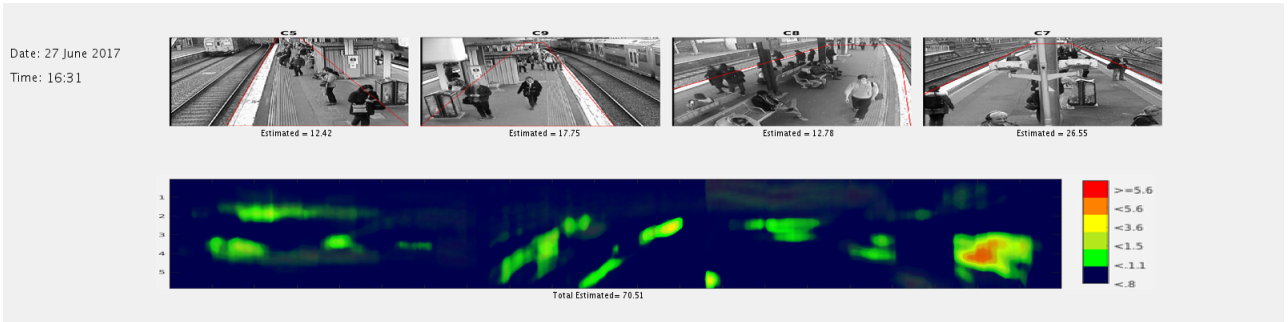 Date: 27 June 2017
Time: 16:31
C5
C9
C8
C7
Estimated = 12.42
Estimated = 17.75
Estimated = 12.78
Estimated = 26.55
1
2
3
4
5
>=5.6
<5.6
<3.6
<1.5
<.1.1
<.8
Total Estimated= 70.51